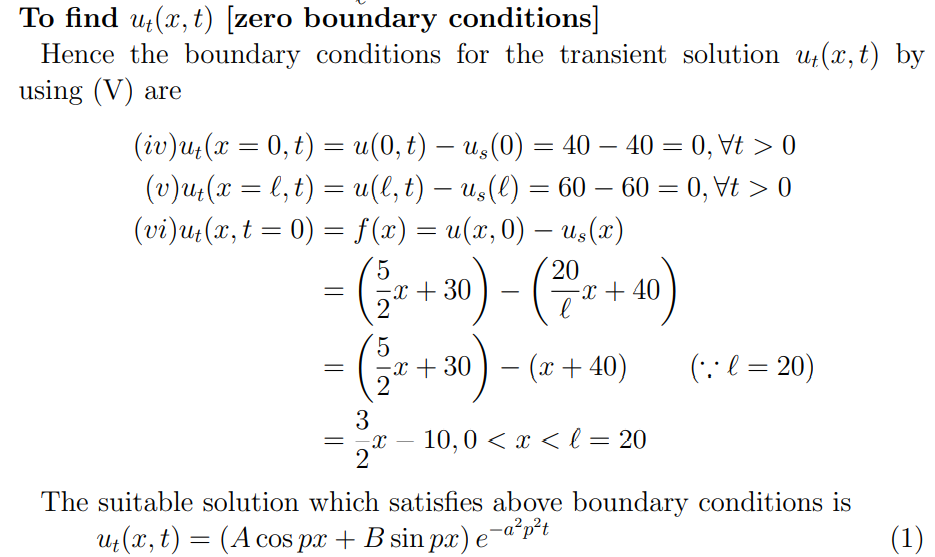 To find u_t(x, t) [zero boundary conditions]
Hence the boundary conditions for the transient solution u_t(x, t) by
using (V) are
(iv)u_t(x = 0, t) = u(0, t) − u_s(0) = 40 − 40 = 0, ∀t > 0
(v)u_t(x = ℓ, t) = u(ℓ, t) − u_s(ℓ) = 60 − 60 = 0, ∀t > 0
(vi)u_t(x, t = 0) = f(x) = u(x, 0) − u_s(x)
= (5/2 x + 30) − (20/ℓ x + 40)
= (5/2 x + 30) − (x + 40) (∵ ℓ = 20)
= 3/2 x − 10, 0 < x < ℓ = 20
The suitable solution which satisfies above boundary conditions is
u_t(x, t) = (A cos px + B sin px) e^{−a²p²t} (1)